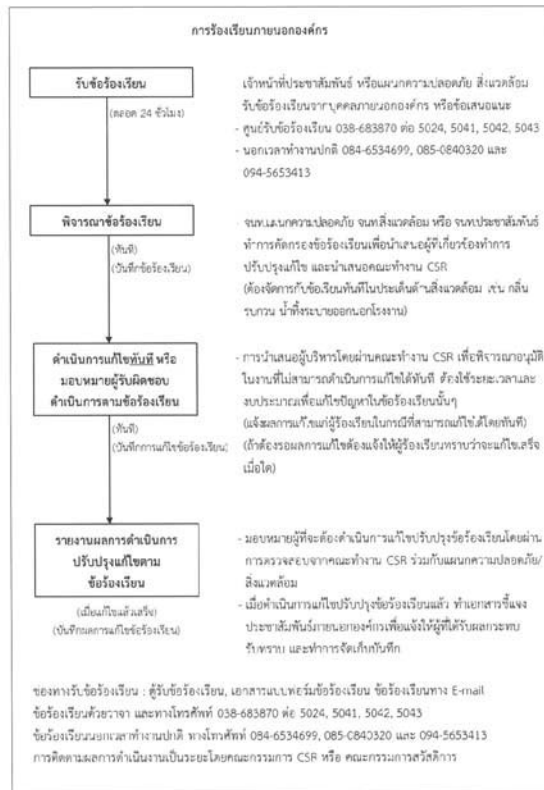 การร้องเรียนภายนอกองค์กร
รับข้อร้องเรียน
(ตลอด 24 ชั่วโมง)
เจ้าหน้าที่ประชาสัมพันธ์ หรือแผนกความปลอดภัย สิ่งแวดล้อม
รับข้อร้องเรียนจากบุคคลภายนอกองค์กร หรือข้อเสนอแนะ
- ศูนย์รับข้อร้องเรียน 038-683870 ต่อ 5024, 5041, 5042, 5043
- นอกเวลาทำงานปกติ 084-6534699, 085-0840320 และ
094-5653413
พิจารณาข้อร้องเรียน
(ทันที)
(บันทึกข้อร้องเรียน)
จนท.แผนกความปลอดภัย จนท.สิ่งแวดล้อม หรือ จนท.ประชาสัมพันธ์
ทำการคัดกรองข้อร้องเรียนเพื่อนำเสนอผู้ที่เกี่ยวข้องทำการ
ปรับปรุงแก้ไข และนำเสนอคณะทำงาน CSR
(ต้องจัดการกับข้อเรียนทันทีในประเด็นด้านสิ่งแวดล้อม เช่น กลิ่น
รบกวน น้ำทิ้งระบายออกนอกโรงงาน)
ดำเนินการแก้ไขทันที หรือ
มอบหมายผู้รับผิดชอบ
ดำเนินการตามข้อร้องเรียน
(ทันที)
(บันทึกการแก้ไขข้อร้องเรียน)
- การนำเสนอผู้บริหารโดยผ่านคณะทำงาน CSR เพื่อพิจารณาอนุมัติ
ในงานที่ไม่สามารถดำเนินการแก้ไขได้ทันที ต้องใช้ระยะเวลาและ
งบประมาณเพื่อแก้ไขปัญหาในข้อร้องเรียนนั้นๆ
(แจ้งผลการแก้ไขแก่ผู้ร้องเรียนในกรณีที่สามารถแก้ไขได้โดยทันที)
(ถ้าต้องรอผลการแก้ไขต้องแจ้งให้ผู้ร้องเรียนทราบว่าจะแก้ไขเสร็จ
เมื่อใด)
รายงานผลการดำเนินการ
ปรับปรุงแก้ไขตาม
ข้อร้องเรียน
(เมื่อแก้ไขแล้วเสร็จ)
(บันทึกผลการแก้ไขข้อร้องเรียน)
- มอบหมายผู้ที่จะต้องดำเนินการแก้ไขปรับปรุงข้อร้องเรียนโดยผ่าน
การตรวจสอบจากคณะทำงาน CSR ร่วมกับแผนกความปลอดภัย/
สิ่งแวดล้อม
- เมื่อดำเนินการแก้ไขปรับปรุงข้อร้องเรียนแล้ว ทำเอกสารชี้แจง
ประชาสัมพันธ์ภายนอกองค์กรเพื่อแจ้งให้ผู้ที่ได้รับผลกระทบ
รับทราบ และทำการจัดเก็บบันทึก
ช่องทางรับข้อร้องเรียน : ตู้รับข้อร้องเรียน, เอกสารแบบฟอร์มข้อร้องเรียน ข้อร้องเรียนทาง E-mail
ข้อร้องเรียนด้วยวาจา และทางโทรศัพท์ 038-683870 ต่อ 5024, 5041, 5042, 5043
ข้อร้องเรียนนอกเวลาทำงานปกติ ทางโทรศัพท์ 084-6534699, 085-0840320 และ 094-5653413
การติดตามผลการดำเนินงานเป็นระยะโดยคณะกรรมการ CSR หรือ คณะกรรมการสวัสดิการ